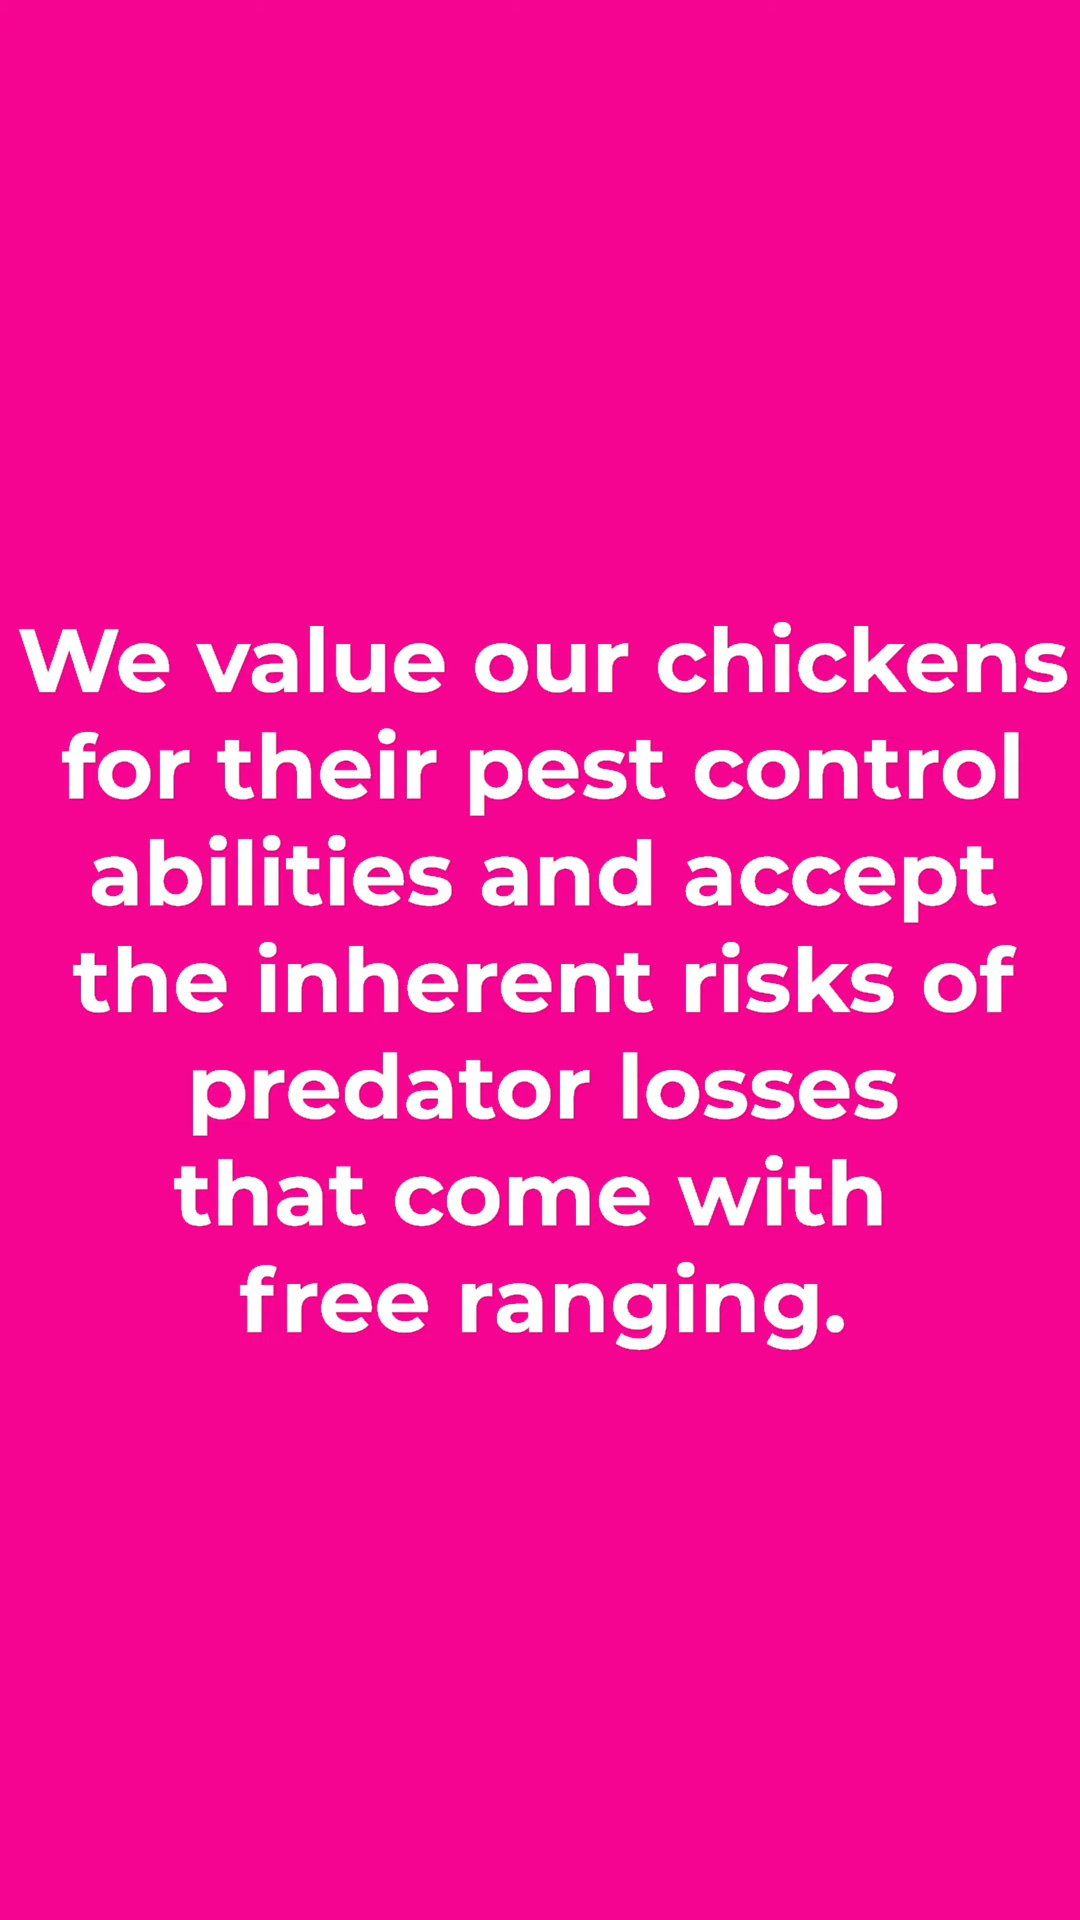 We value our chickens
for their pest control
abilities and accept
the inherent risks of
predator losses
that come with
free ranging.